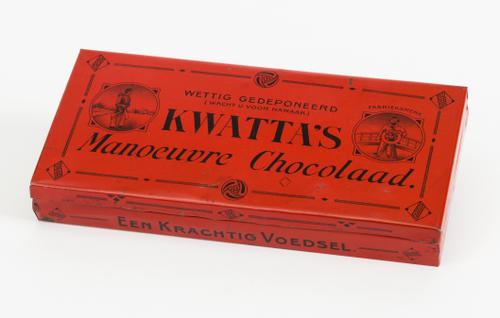 WETTIG GEDEPONEERD
(WACHT U VOOR NAMAAK)
FABRIEKSMERK
KWATTA'S
Manoeuvre Chocolaad.
EEN KRACHTIG VOEDSEL.